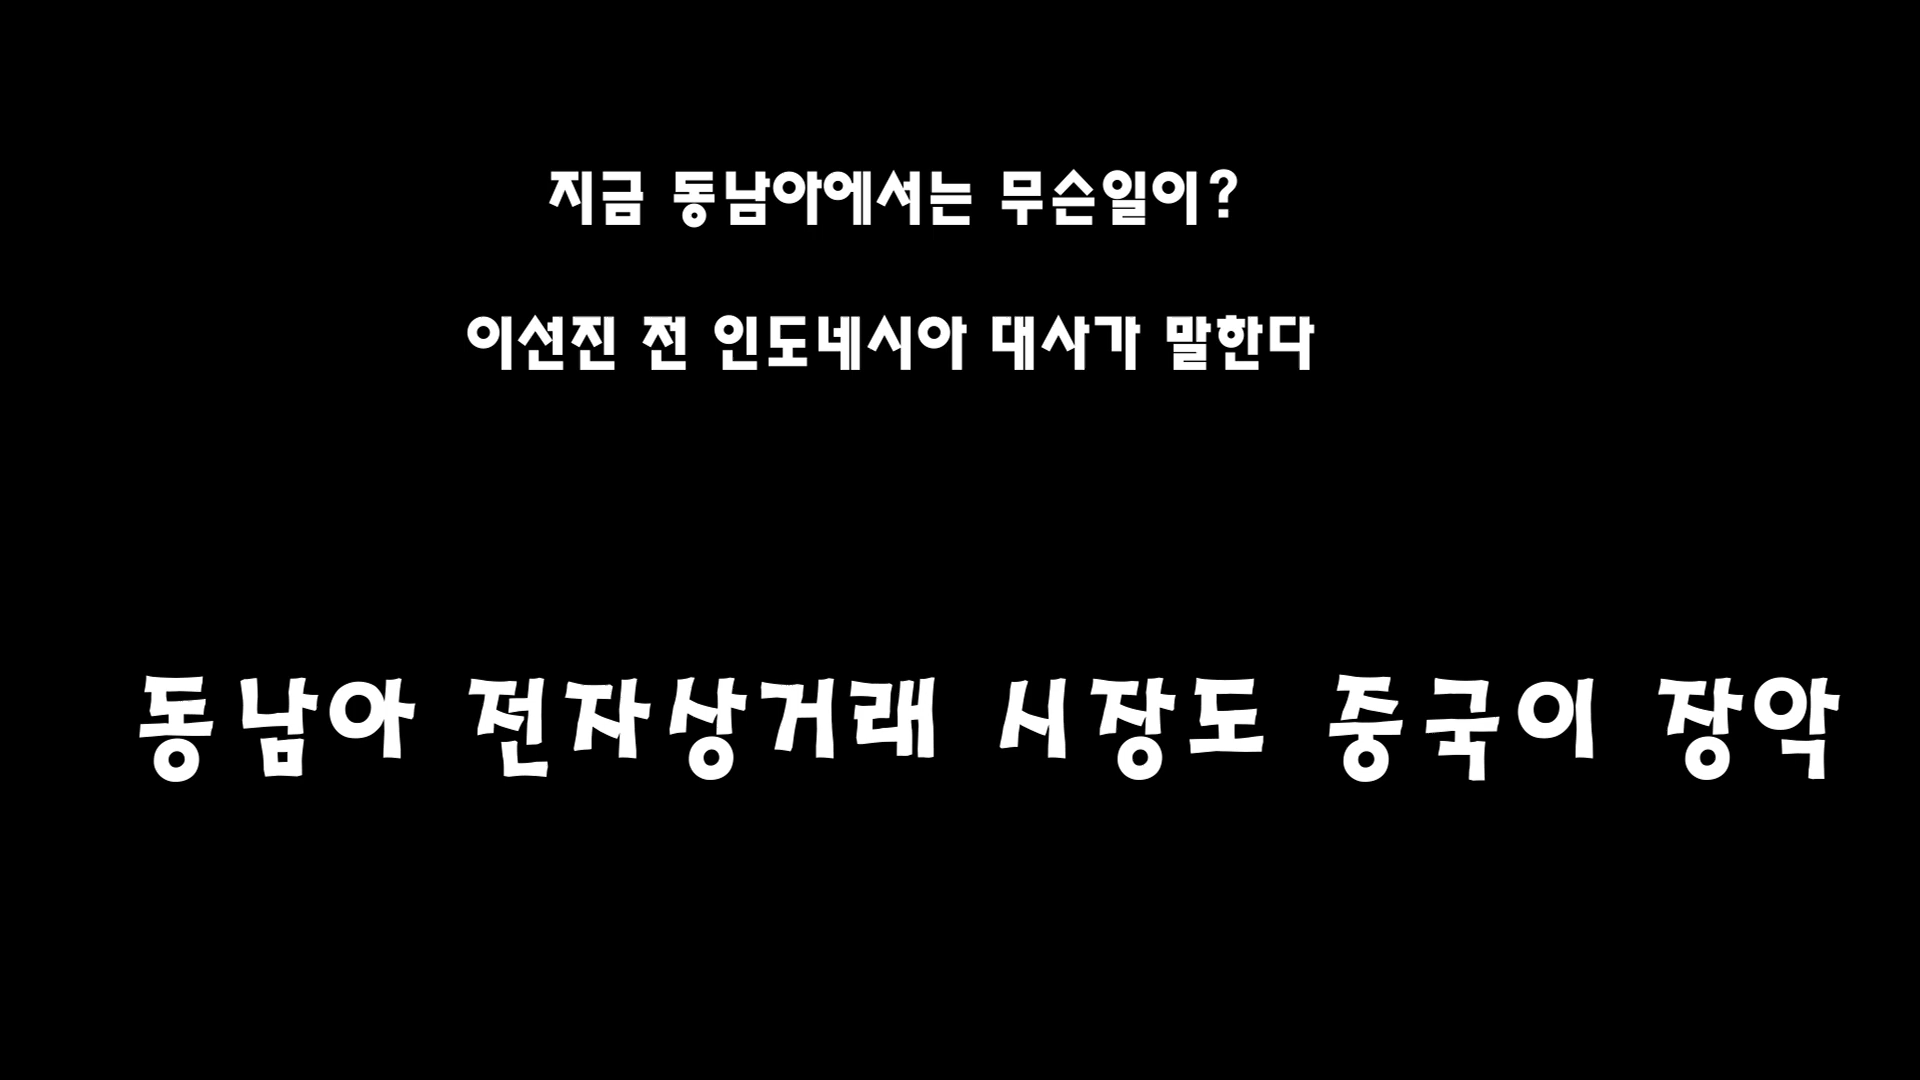 지금 동남아에서는 무슨일이?
이선진 전 인도네시아 대사가 말한다
동남아 전자상거래 시장도 중국이 장악